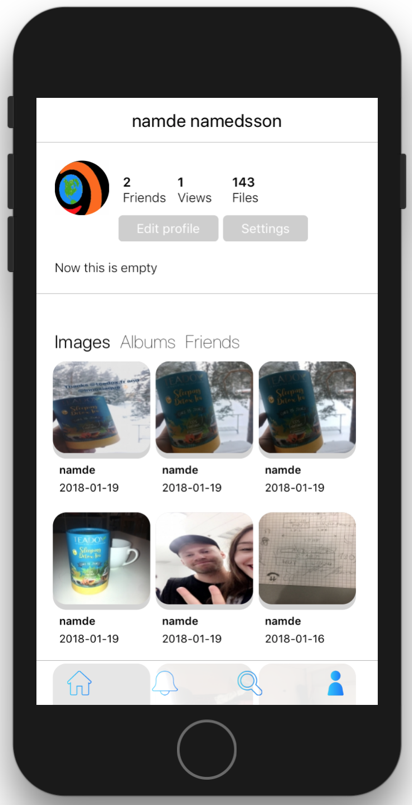 namde namedsson
2 1 143
Friends Views Files
Edit profile Settings
Now this is empty
Images Albums Friends
namde namde namde
2018-01-19 2018-01-19 2018-01-19
namde namde namde
2018-01-19 2018-01-19 2018-01-16